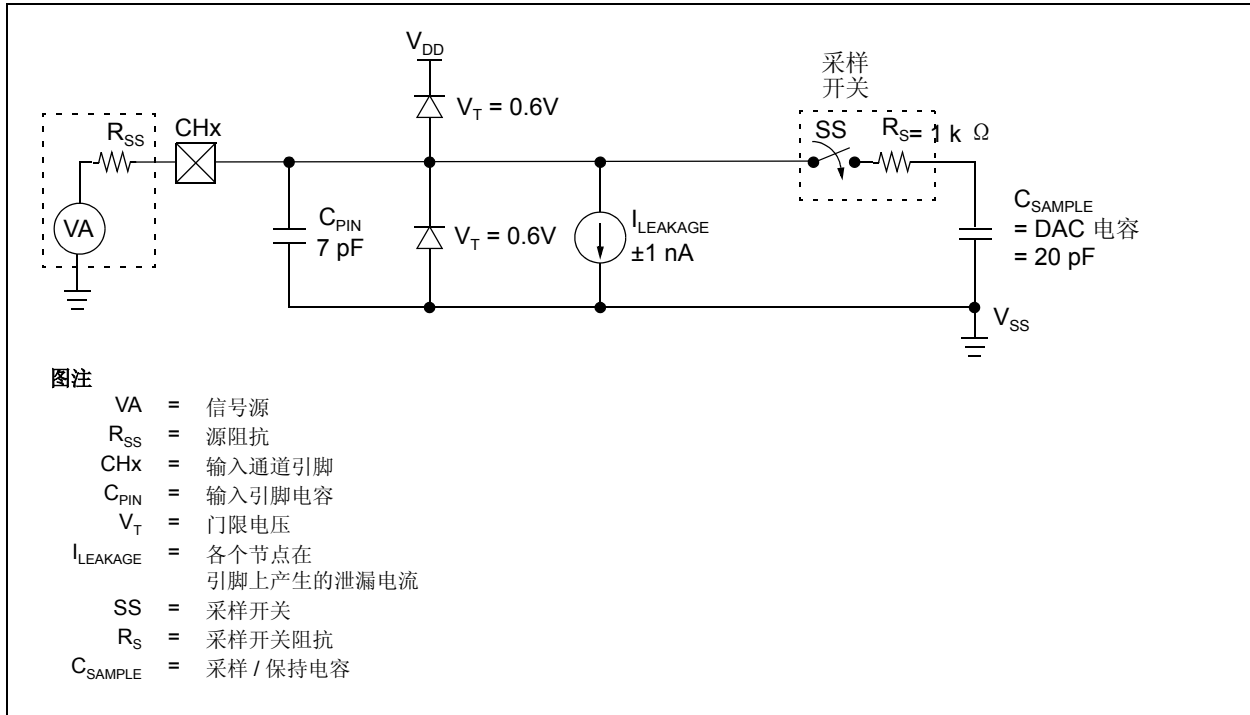 V_DD
采样
开关
R_SS
CHx
V_T = 0.6V
SS
R_S= 1 k Ω
VA
C_PIN
7 pF
V_T = 0.6V
I_LEAKAGE
±1 nA
C_SAMPLE
= DAC 电容
= 20 pF
V_SS
图注
VA = 信号源
R_SS = 源阻抗
CHx = 输入通道引脚
C_PIN = 输入引脚电容
V_T = 门限电压
I_LEAKAGE = 各个节点在
引脚上产生的泄漏电流
SS = 采样开关
R_S = 采样开关阻抗
C_SAMPLE = 采样 / 保持电容